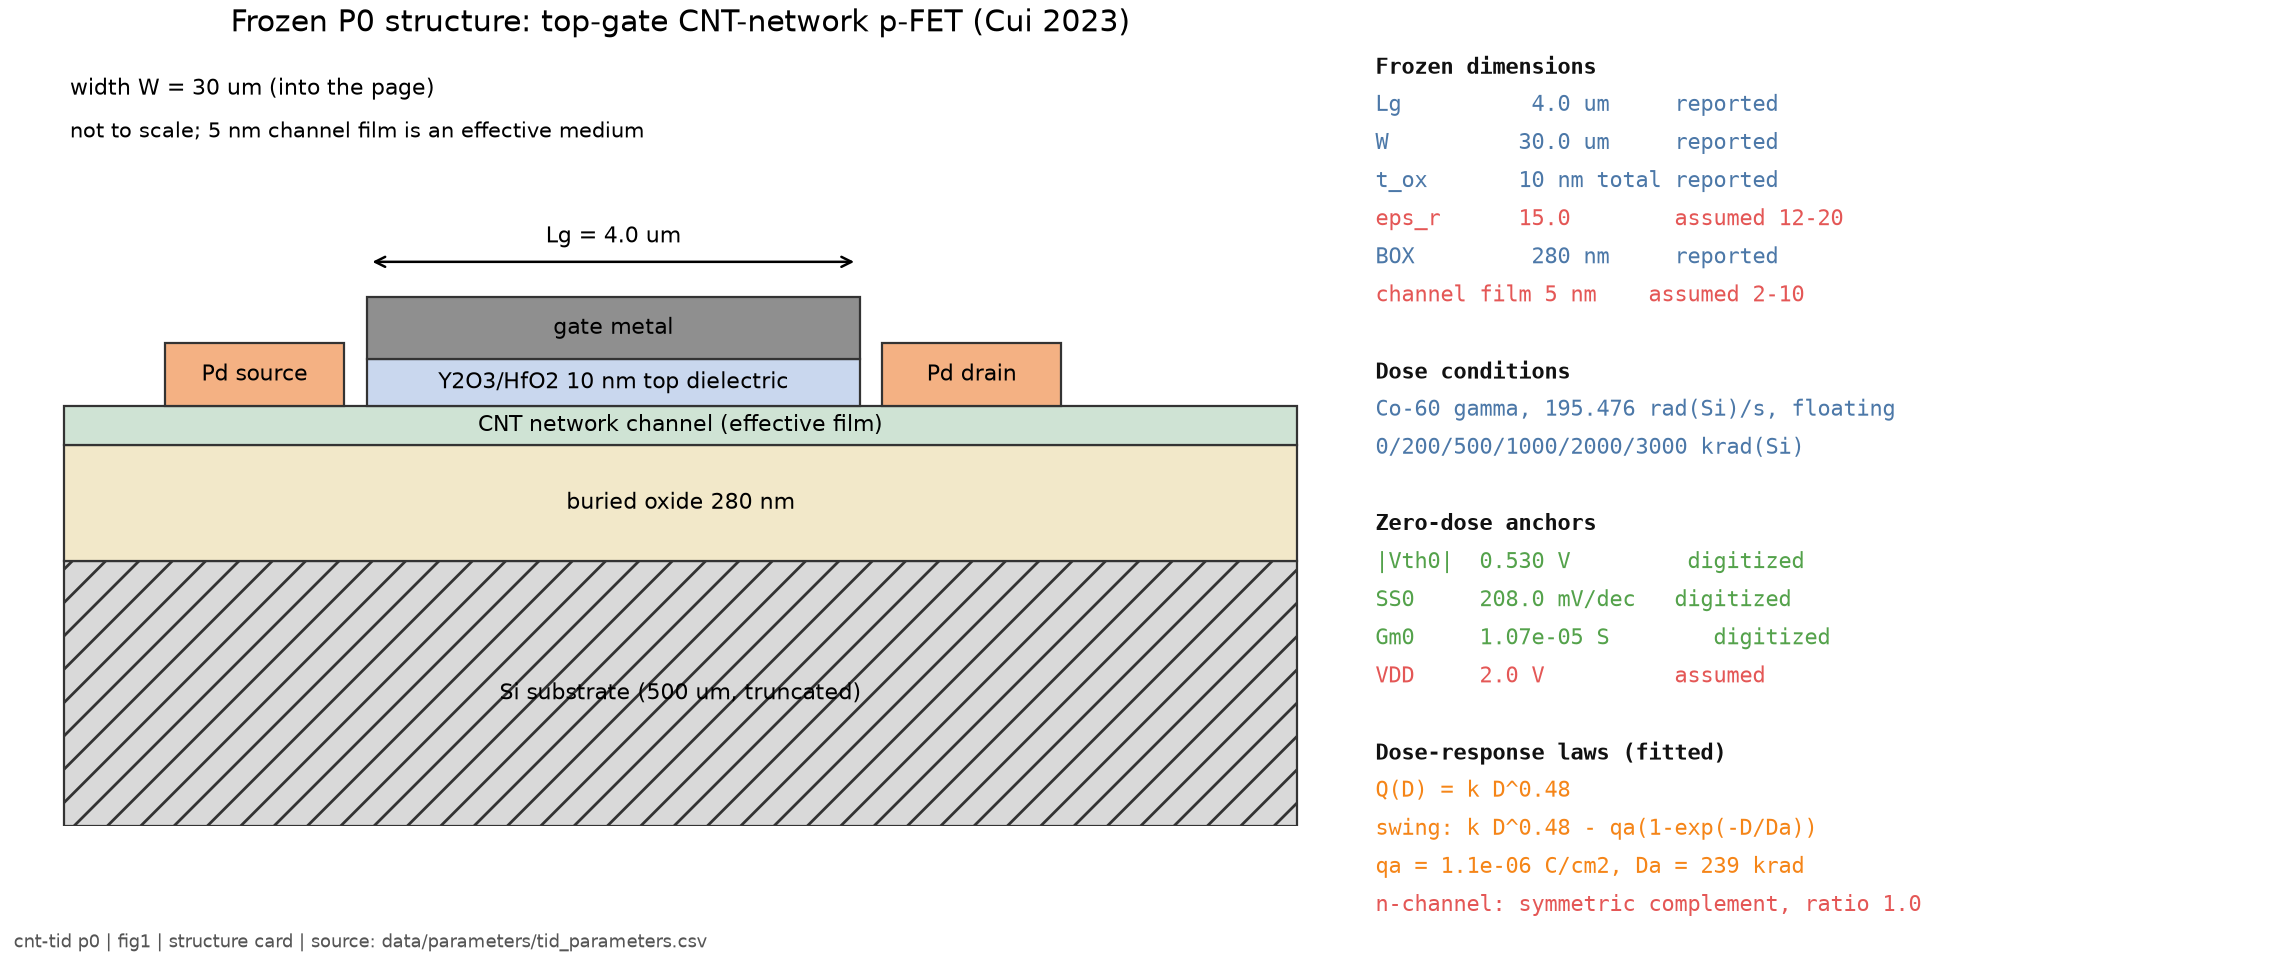 Frozen P0 structure: top-gate CNT-network p-FET (Cui 2023)
width W = 30 um (into the page)
not to scale; 5 nm channel film is an effective medium
Lg = 4.0 um
gate metal
Pd source
Y2O3/HfO2 10 nm top dielectric
Pd drain
CNT network channel (effective film)
buried oxide 280 nm
Si substrate (500 um, truncated)
Frozen dimensions
Lg 4.0 um reported
W 30.0 um reported
t_ox 10 nm total reported
eps_r 15.0 assumed 12-20
BOX 280 nm reported
channel film 5 nm assumed 2-10
Dose conditions
Co-60 gamma, 195.476 rad(Si)/s, floating
0/200/500/1000/2000/3000 krad(Si)
Zero-dose anchors
|Vth0| 0.530 V digitized
SS0 208.0 mV/dec digitized
Gm0 1.07e-05 S digitized
VDD 2.0 V assumed
Dose-response laws (fitted)
Q(D) = k D^0.48
swing: k D^0.48 - qa(1-exp(-D/Da))
qa = 1.1e-06 C/cm2, Da = 239 krad
n-channel: symmetric complement, ratio 1.0
cnt-tid p0 | fig1 | structure card | source: data/parameters/tid_parameters.csv